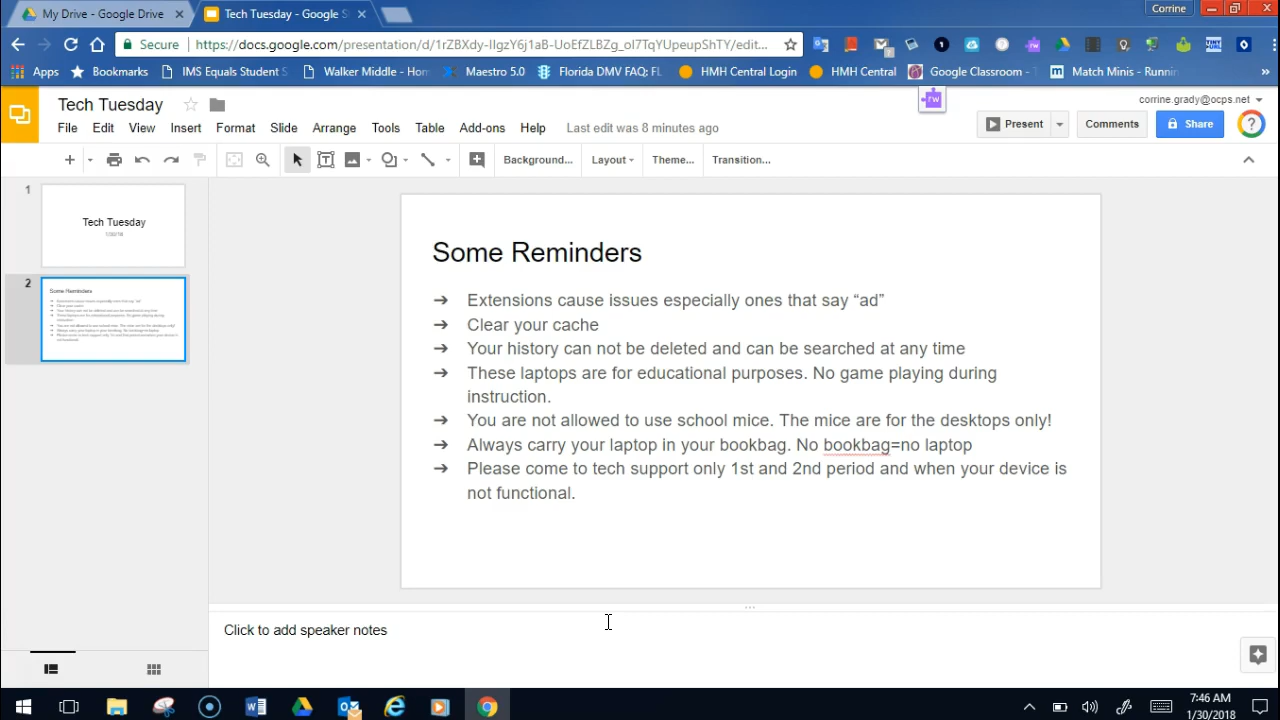 My Drive - Google Drive
Tech Tuesday - Google S
Corrine
Secure
https://docs.google.com/presentation/d/1rZBXdy-IIgzY6j1aB-UoEfZLBZg_oI7TqYUpeupShTY/edit...
Apps
Bookmarks
IMS Equals Student S
Walker Middle - Hom
Maestro 5.0
Florida DMV FAQ: FL
HMH Central Login
HMH Central
Google Classroom -
Match Minis - Runnin
»
Tech Tuesday
rw
corrine.grady@ocps.net
File Edit View Insert Format Slide Arrange Tools Table Add-ons Help Last edit was 8 minutes ago
Present
Comments
Share
Background...
Layout
Theme...
Transition...
1
Tech Tuesday
1/30/18
2
Some Reminders
➔ Extensions cause issues especially ones that say “ad”
➔ Clear your cache
➔ Your history can not be deleted and can be searched at any time
➔ These laptops are for educational purposes. No game playing during
instruction.
➔ You are not allowed to use school mice. The mice are for the desktops only!
➔ Always carry your laptop in your bookbag. No bookbag=no laptop
➔ Please come to tech support only 1st and 2nd period and when your device is
not functional.
Click to add speaker notes
7:46 AM
1/30/2018